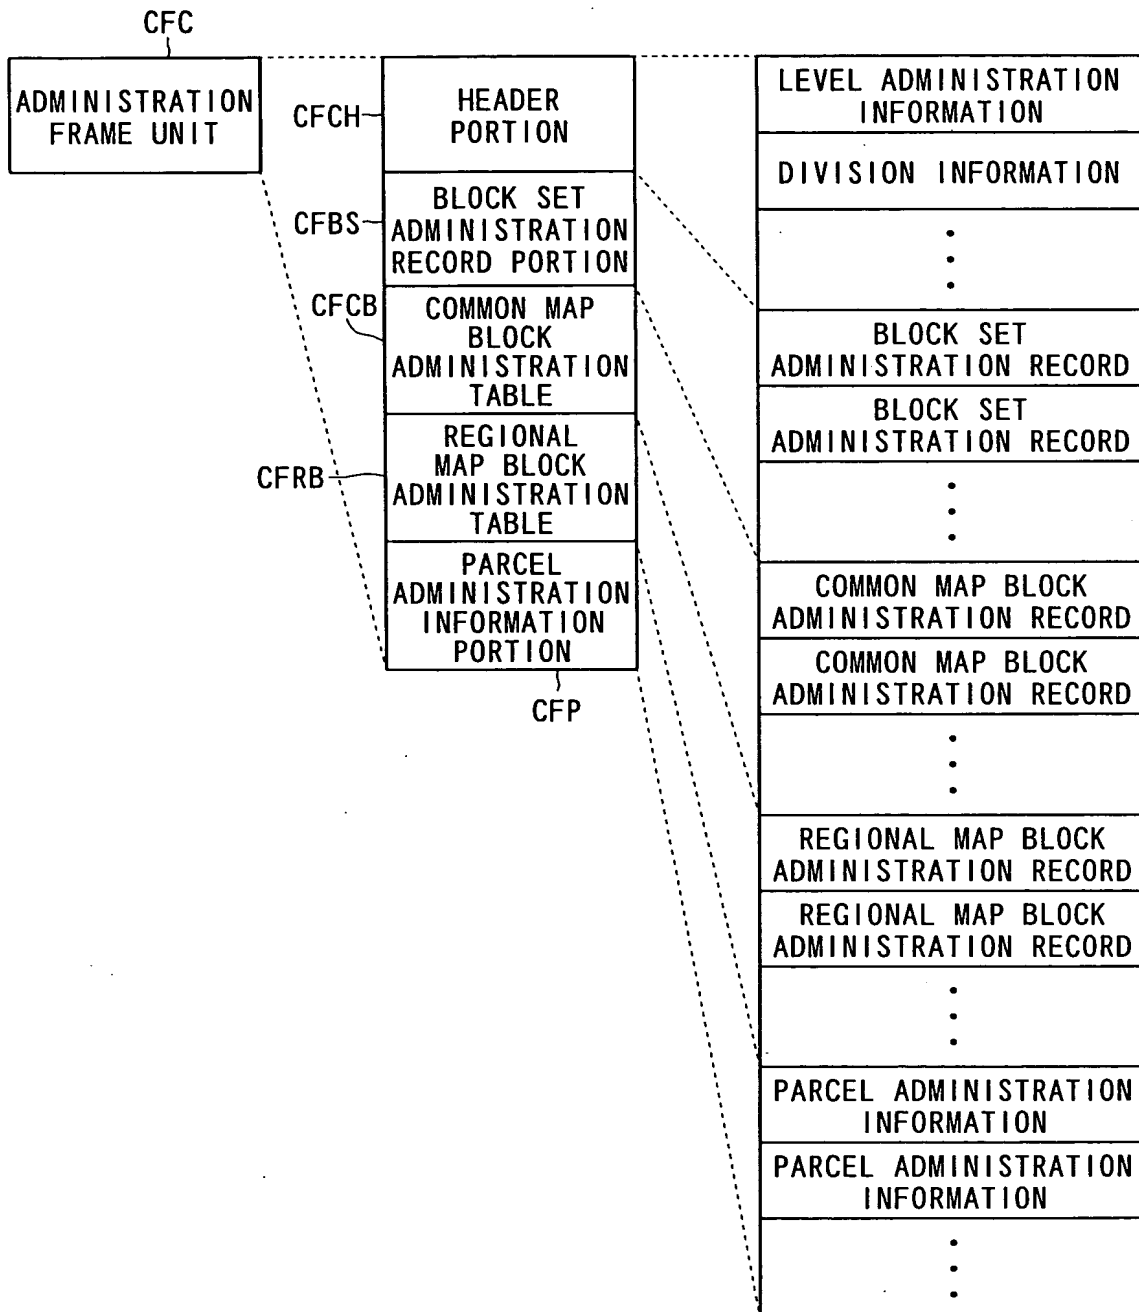 CFC
ADMINISTRATION
FRAME UNIT
CFCH
HEADER
PORTION
CFBS
BLOCK SET
ADMINISTRATION
RECORD PORTION
CFCB
COMMON MAP
BLOCK
ADMINISTRATION
TABLE
CFRB
REGIONAL
MAP BLOCK
ADMINISTRATION
TABLE
PARCEL
ADMINISTRATION
INFORMATION
PORTION
CFP
LEVEL ADMINISTRATION
INFORMATION
DIVISION INFORMATION
BLOCK SET
ADMINISTRATION RECORD
BLOCK SET
ADMINISTRATION RECORD
COMMON MAP BLOCK
ADMINISTRATION RECORD
COMMON MAP BLOCK
ADMINISTRATION RECORD
REGIONAL MAP BLOCK
ADMINISTRATION RECORD
REGIONAL MAP BLOCK
ADMINISTRATION RECORD
PARCEL ADMINISTRATION
INFORMATION
PARCEL ADMINISTRATION
INFORMATION